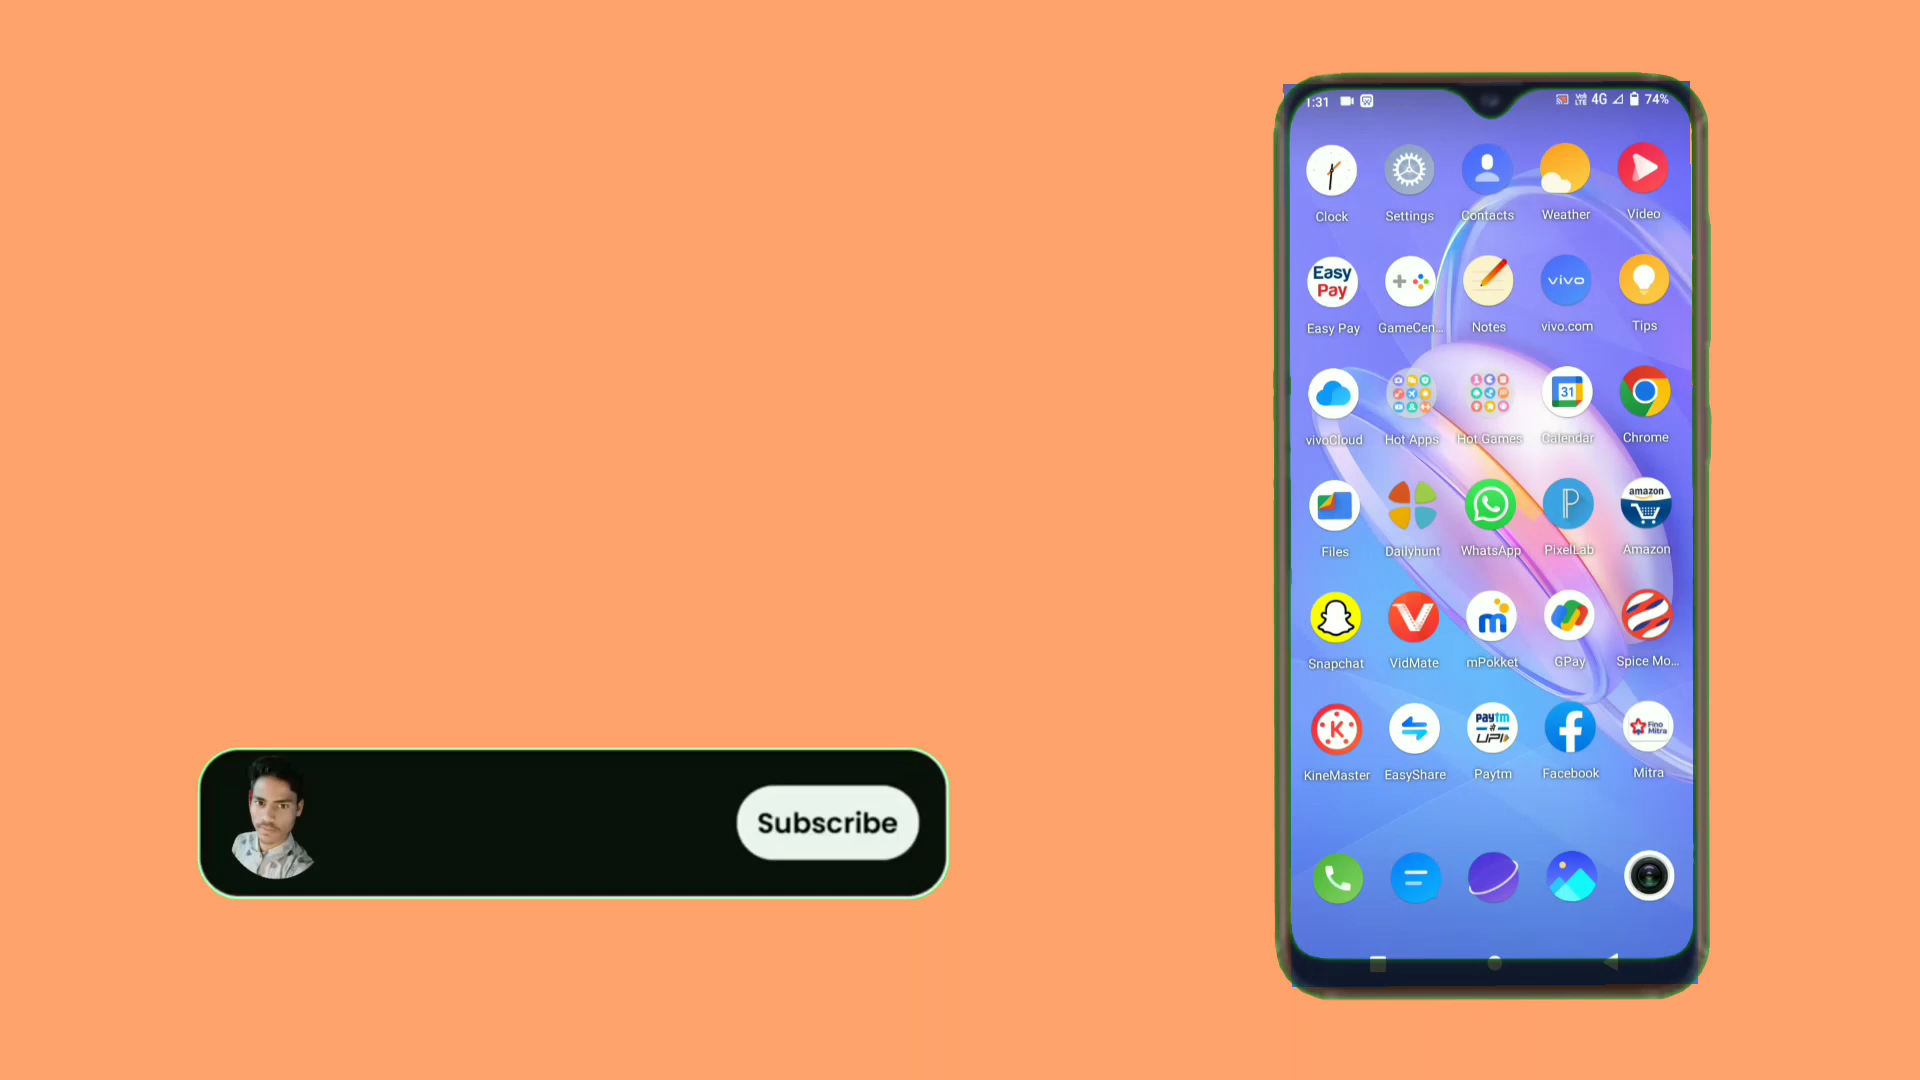 1:31
4G 74%
Clock Settings Contacts Weather Video
Easy Pay
vivo
Easy Pay GameCen... Notes vivo.com Tips
31
vivoCloud Hot Apps Hot Games Calendar Chrome
P amazon
Files Dailyhunt WhatsApp PixelLab Amazon
m
Snapchat VidMate mPokket GPay Spice Mo...
K paytm UPI Fino Mitra
KineMaster EasyShare Paytm Facebook Mitra
Subscribe